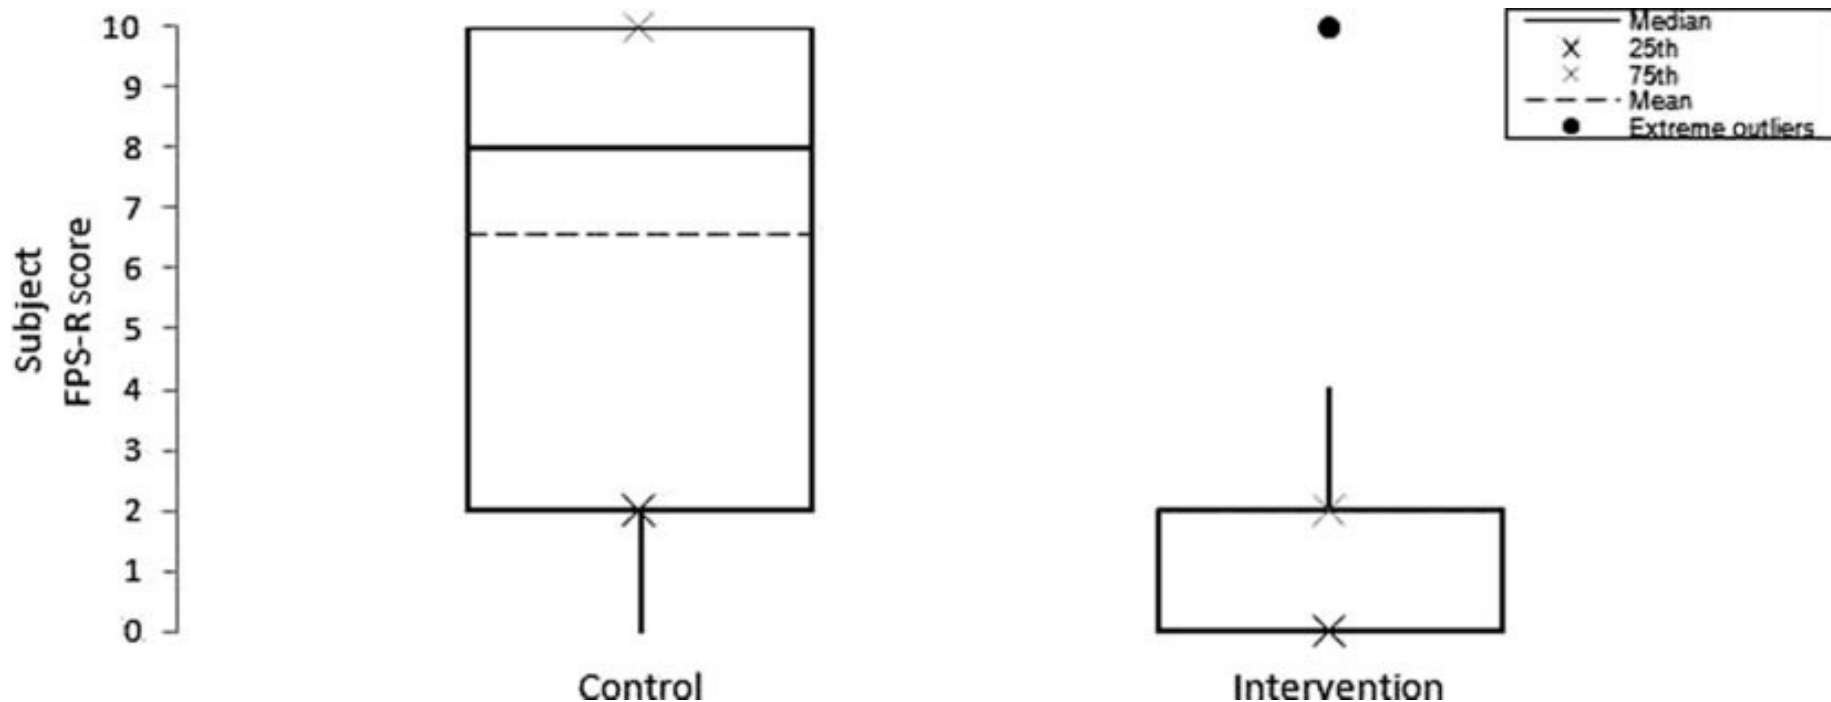 Subject
FPS-R score
10
9
8
7
6
5
4
3
2
1
0
Control
Intervention
Median
25th
75th
Mean
Extreme outliers